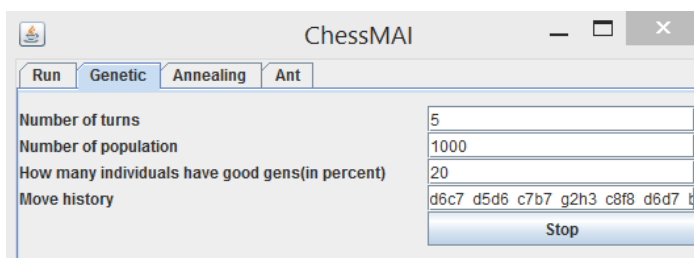 ChessMAI
Run Genetic Annealing Ant
Number of turns 5
Number of population 1000
How many individuals have good gens(in percent) 20
Move history d6c7 d5d6 c7b7 g2h3 c8f8 d6d7
Stop